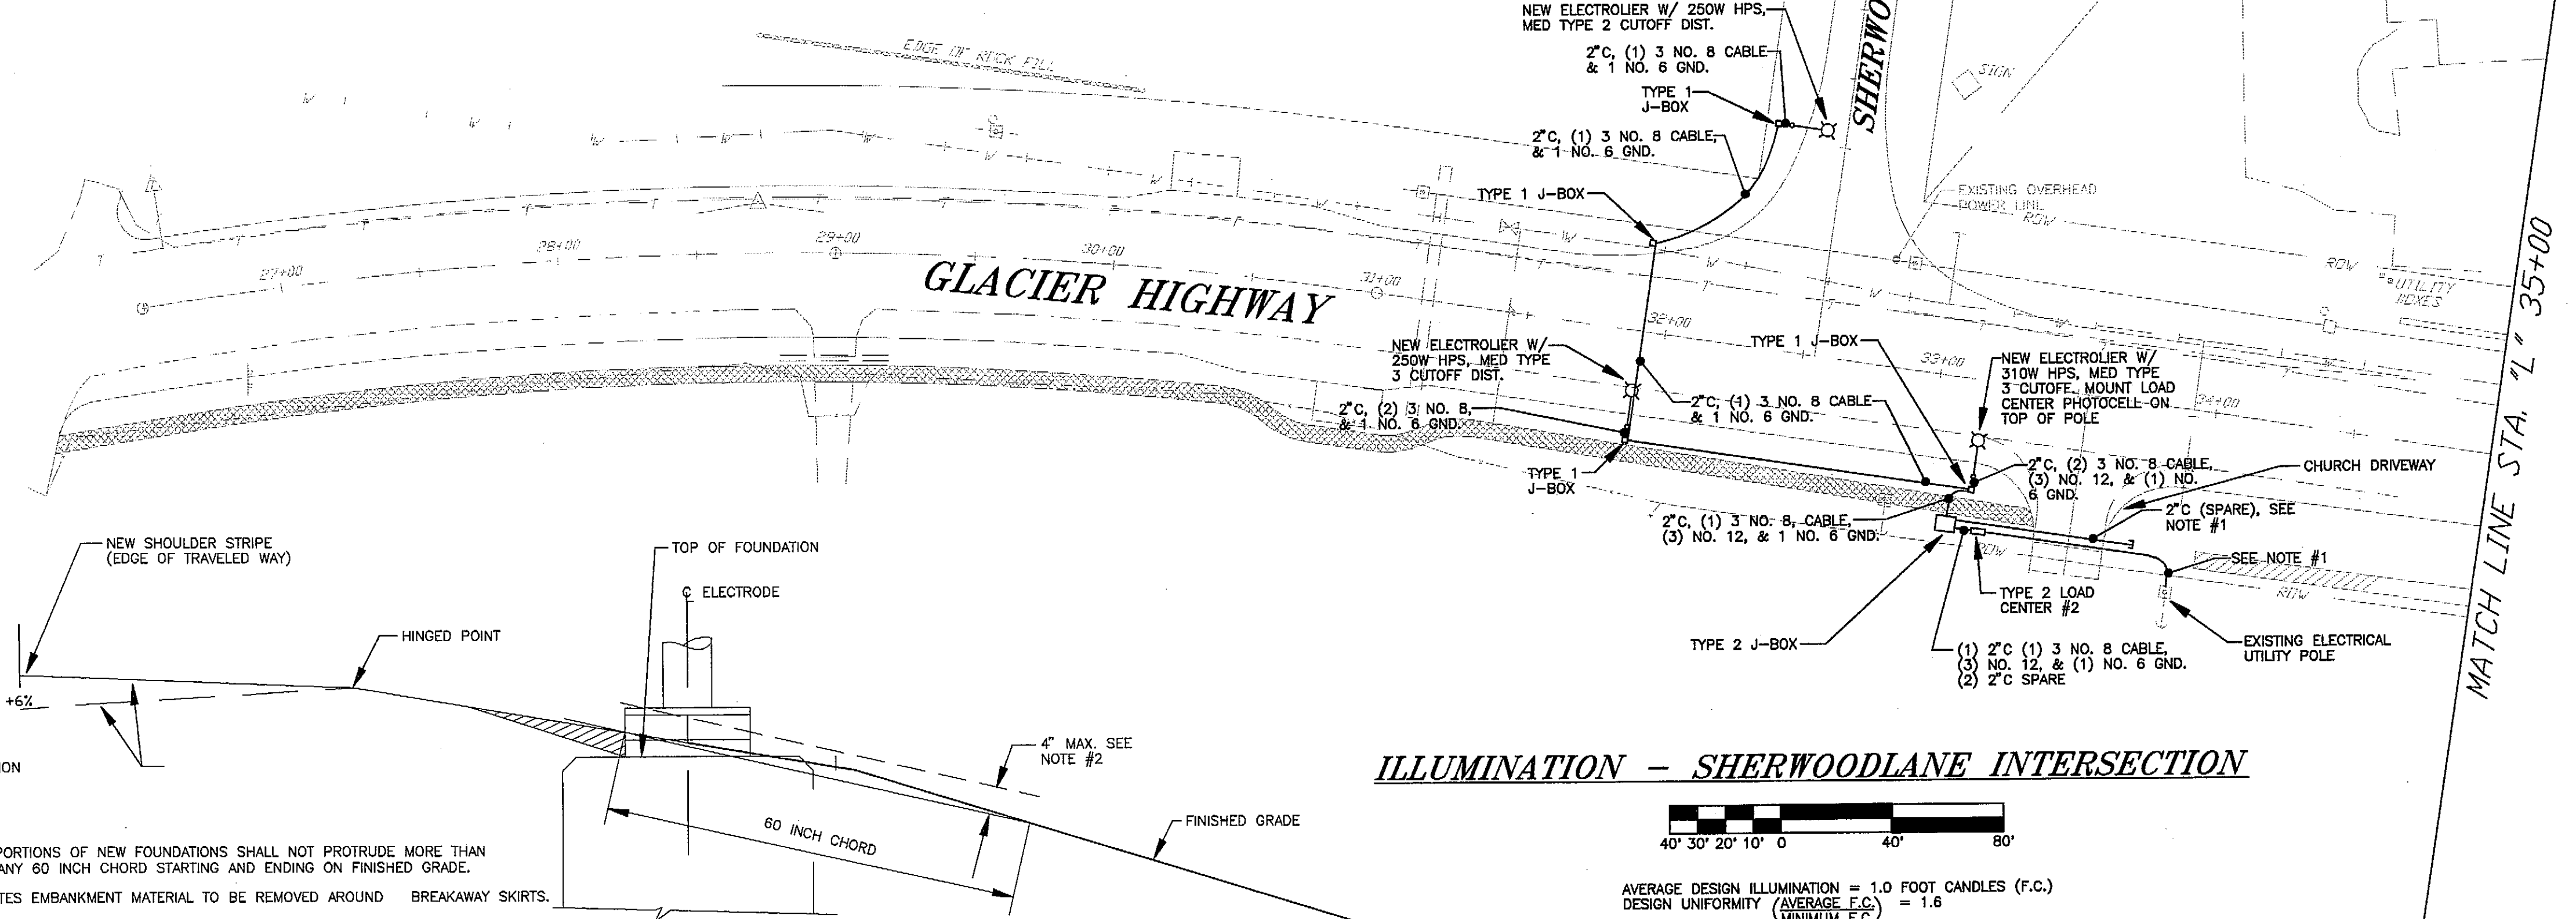 NEW ELECTROLIER W/ 250W HPS,
MED TYPE 2 CUTOFF DIST.
2"C, (1) 3 NO. 8 CABLE
& 1 NO. 6 GND.
TYPE 1
J-BOX
2"C, (1) 3 NO. 8 CABLE,
& 1 NO. 6 GND.
TYPE 1 J-BOX
SHERWO
SIGN
EDGE OF ROCK FILL
EXISTING OVERHEAD
POWER LINE
ROW
ROW
UTILITY
BOXES
27+00
28+00
29+00
30+00
31+00
32+00
33+00
34+00
GLACIER HIGHWAY
NEW ELECTROLIER W/
250W HPS, MED TYPE
3 CUTOFF DIST.
TYPE 1 J-BOX
NEW ELECTROLIER W/
310W HPS, MED TYPE
3 CUTOFF. MOUNT LOAD
CENTER PHOTOCELL ON
TOP OF POLE
2"C, (2) 3 NO. 8,
& 1 NO. 6 GND.
2"C, (1) 3 NO. 8 CABLE
& 1 NO. 6 GND.
TYPE 1
J-BOX
2"C, (2) 3 NO. 8 CABLE,
(3) NO. 12, & (1) NO.
6 GND.
CHURCH DRIVEWAY
2"C (SPARE), SEE
NOTE #1
2"C, (1) 3 NO. 8, CABLE,
(3) NO. 12, & 1 NO. 6 GND.
ROW
SEE NOTE #1
ROW
TYPE 2 LOAD
CENTER #2
TYPE 2 J-BOX
EXISTING ELECTRICAL
UTILITY POLE
(1) 2"C (1) 3 NO. 8 CABLE,
(3) NO. 12, & (1) NO. 6 GND.
(2) 2"C SPARE
MATCH LINE STA. "L" 35+00
NEW SHOULDER STRIPE
(EDGE OF TRAVELED WAY)
TOP OF FOUNDATION
℄ ELECTRODE
HINGED POINT
+6%
4" MAX. SEE
NOTE #2
ION
60 INCH CHORD
FINISHED GRADE
PORTIONS OF NEW FOUNDATIONS SHALL NOT PROTRUDE MORE THAN
ANY 60 INCH CHORD STARTING AND ENDING ON FINISHED GRADE.
TES EMBANKMENT MATERIAL TO BE REMOVED AROUND BREAKAWAY SKIRTS.
ILLUMINATION - SHERWOODLANE INTERSECTION
40' 30' 20' 10' 0 40' 80'
AVERAGE DESIGN ILLUMINATION = 1.0 FOOT CANDLES (F.C.)
DESIGN UNIFORMITY (AVERAGE F.C.) = 1.6
MINIMUM F.C.